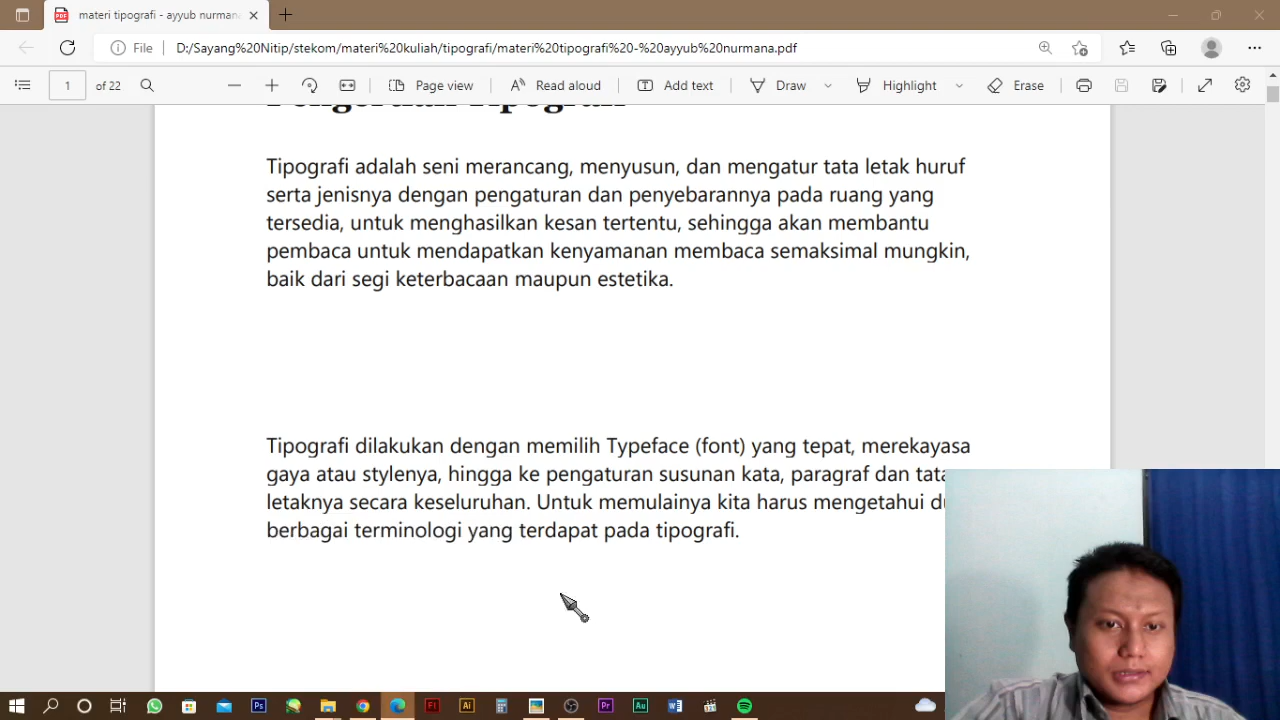 materi tipografi - ayyub nurmana
File
D:/Sayang%20Nitip/stekom/materi%20kuliah/tipografi/materi%20tipografi%20-%20ayyub%20nurmana.pdf
1 of 22
Page view
Read aloud
Add text
Draw
Highlight
Erase
Pengertian Tipografi
Tipografi adalah seni merancang, menyusun, dan mengatur tata letak huruf
serta jenisnya dengan pengaturan dan penyebarannya pada ruang yang
tersedia, untuk menghasilkan kesan tertentu, sehingga akan membantu
pembaca untuk mendapatkan kenyamanan membaca semaksimal mungkin,
baik dari segi keterbacaan maupun estetika.
Tipografi dilakukan dengan memilih Typeface (font) yang tepat, merekayasa
gaya atau stylenya, hingga ke pengaturan susunan kata, paragraf dan tata
letaknya secara keseluruhan. Untuk memulainya kita harus mengetahui
berbagai terminologi yang terdapat pada tipografi.